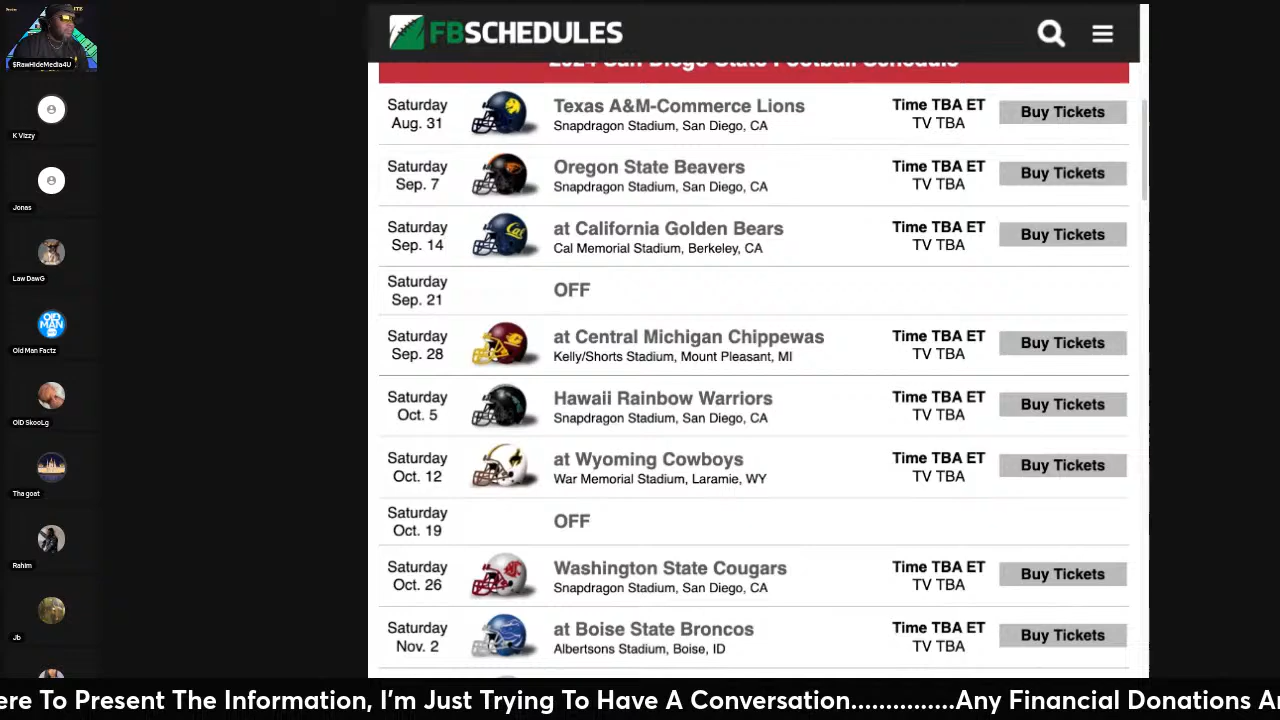 $RawHideMedia4U
K Vizzy
Jonas
Law DawG
Old Man Factz
OlD SkooLg
Tha goat
Rahim
Jb
FBSCHEDULES
2024 San Diego State Football Schedule
Saturday Aug. 31 Texas A&M-Commerce Lions Time TBA ET Buy Tickets
Snapdragon Stadium, San Diego, CA TV TBA
Saturday Sep. 7 Oregon State Beavers Time TBA ET Buy Tickets
Snapdragon Stadium, San Diego, CA TV TBA
Saturday Sep. 14 at California Golden Bears Time TBA ET Buy Tickets
Cal Memorial Stadium, Berkeley, CA TV TBA
Saturday Sep. 21 OFF
Saturday Sep. 28 at Central Michigan Chippewas Time TBA ET Buy Tickets
Kelly/Shorts Stadium, Mount Pleasant, MI TV TBA
Saturday Oct. 5 Hawaii Rainbow Warriors Time TBA ET Buy Tickets
Snapdragon Stadium, San Diego, CA TV TBA
Saturday Oct. 12 at Wyoming Cowboys Time TBA ET Buy Tickets
War Memorial Stadium, Laramie, WY TV TBA
Saturday Oct. 19 OFF
Saturday Oct. 26 Washington State Cougars Time TBA ET Buy Tickets
Snapdragon Stadium, San Diego, CA TV TBA
Saturday Nov. 2 at Boise State Broncos Time TBA ET Buy Tickets
Albertsons Stadium, Boise, ID TV TBA
ere To Present The Information, I'm Just Trying To Have A Conversation...............Any Financial Donations A